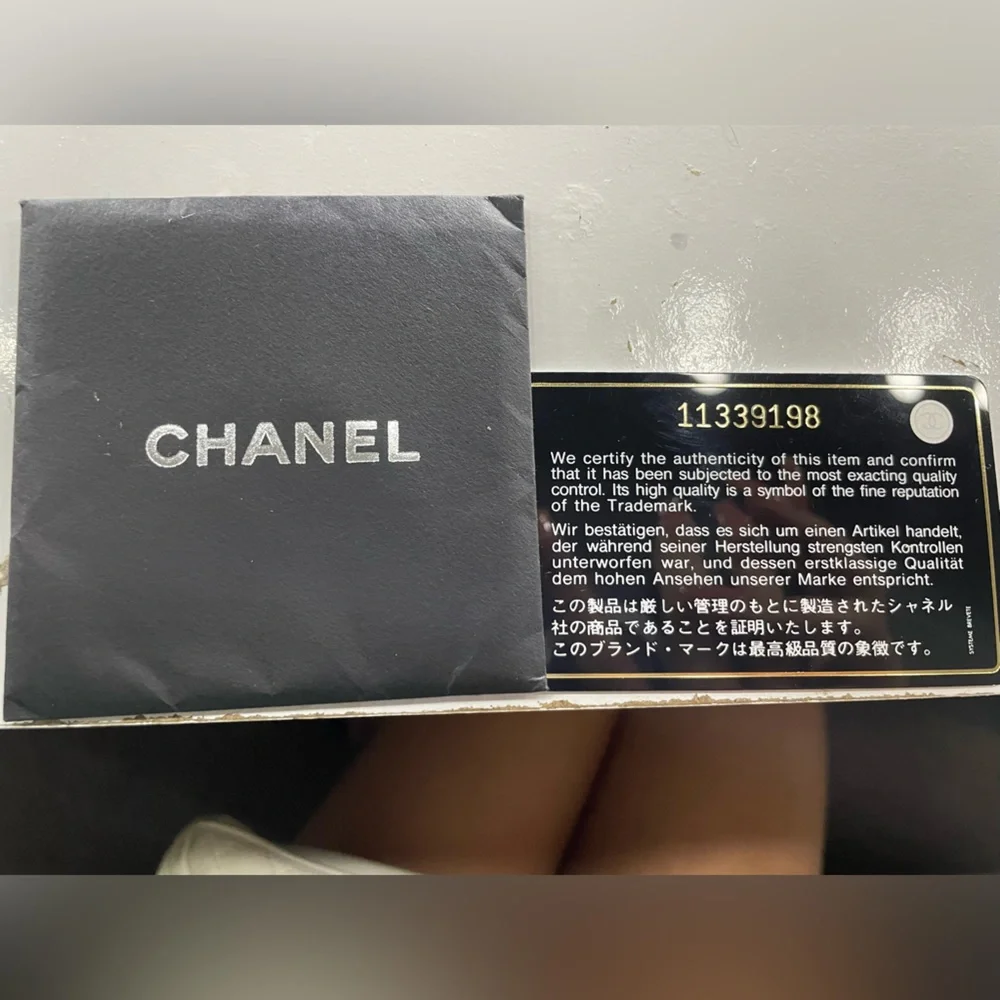 CHANEL
11339198
We certify the authenticity of this item and confirm
that it has been subjected to the most exacting quality
control. Its high quality is a symbol of the fine reputation
of the Trademark.
Wir bestätigen, dass es sich um einen Artikel handelt,
der während seiner Herstellung strengsten Kontrollen
unterworfen war, und dessen erstklassige Qualität
dem hohen Ansehen unserer Marke entspricht.
この製品は厳しい管理のもとに製造されたシャネル
社の商品であることを証明いたします。
このブランド・マークは最高級品質の象徴です。
SYSTEME BREVETE